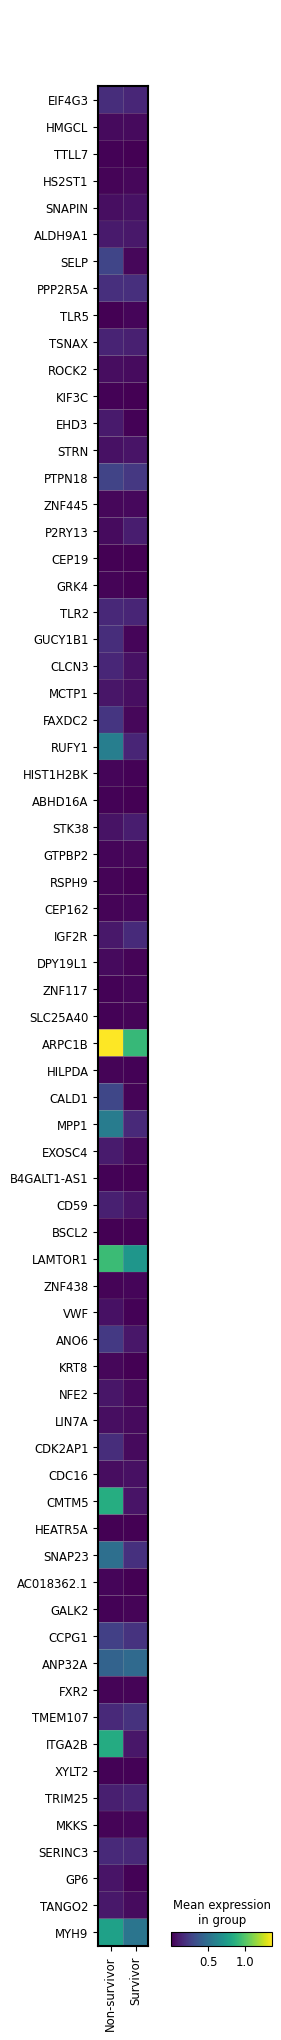 EIF4G3
HMGCL
TTLL7
HS2ST1
SNAPIN
ALDH9A1
SELP
PPP2R5A
TLR5
TSNAX
ROCK2
KIF3C
EHD3
STRN
PTPN18
ZNF445
P2RY13
CEP19
GRK4
TLR2
GUCY1B1
CLCN3
MCTP1
FAXDC2
RUFY1
HIST1H2BK
ABHD16A
STK38
GTPBP2
RSPH9
CEP162
IGF2R
DPY19L1
ZNF117
SLC25A40
ARPC1B
HILPDA
CALD1
MPP1
EXOSC4
B4GALT1-AS1
CD59
BSCL2
LAMTOR1
ZNF438
VWF
ANO6
KRT8
NFE2
LIN7A
CDK2AP1
CDC16
CMTM5
HEATR5A
SNAP23
AC018362.1
GALK2
CCPG1
ANP32A
FXR2
TMEM107
ITGA2B
XYLT2
TRIM25
MKKS
SERINC3
GP6
TANGO2
MYH9
Non-survivor
Survivor
Mean expression
in group
0.5 1.0